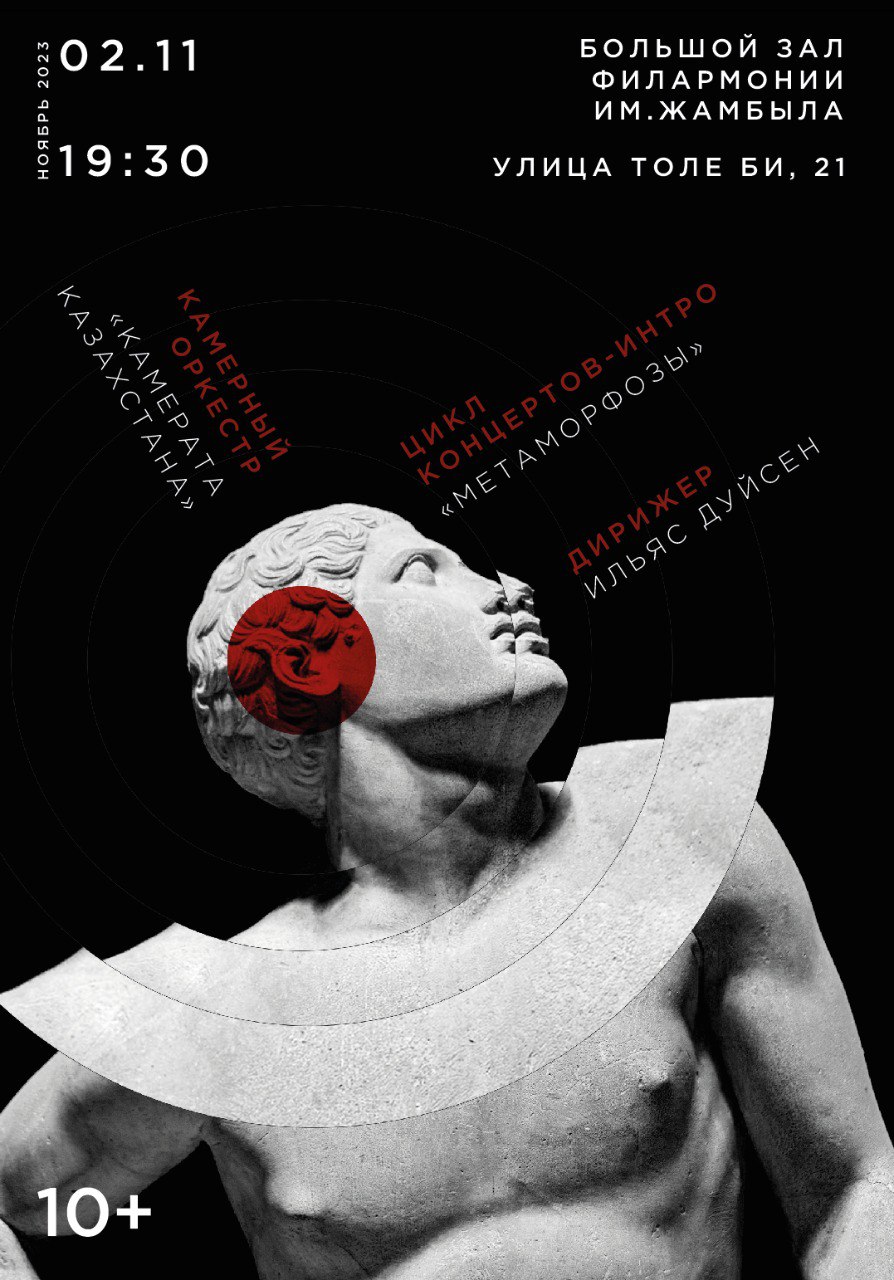 НОЯБРЬ 2023
02.11
19:30
БОЛЬШОЙ ЗАЛ
ФИЛАРМОНИИ
ИМ.ЖАМБЫЛА
УЛИЦА ТОЛЕ БИ, 21
КАМЕРНЫЙ
ОРКЕСТР
«КАМЕРАТА
КАЗАХСТАНА»
ЦИКЛ
КОНЦЕРТОВ-ИНТРО
«МЕТАМОРФОЗЫ»
ДИРИЖЕР
ИЛЬЯС ДУЙСЕН
10+